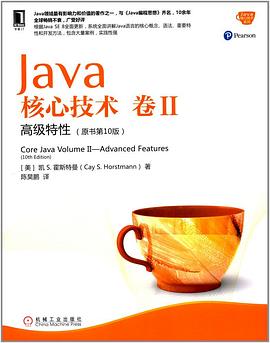 Java领域最有影响力和价值的著作之一，与《Java编程思想》齐名，10余年
全球畅销不衰，广受好评
根据Java SE 8全面更新，系统全面讲解Java语言的核心概念、语法、重要特
性和开发方法，包含大量案例，实践性强
Pearson
Java
核心技术 卷II
高级特性（原书第10版）
Core Java Volume II—Advanced Features
(10th Edition)
[美] 凯 S. 霍斯特曼（Cay S. Horstmann） 著
陈昊鹏 译
机械工业出版社
China Machine Press